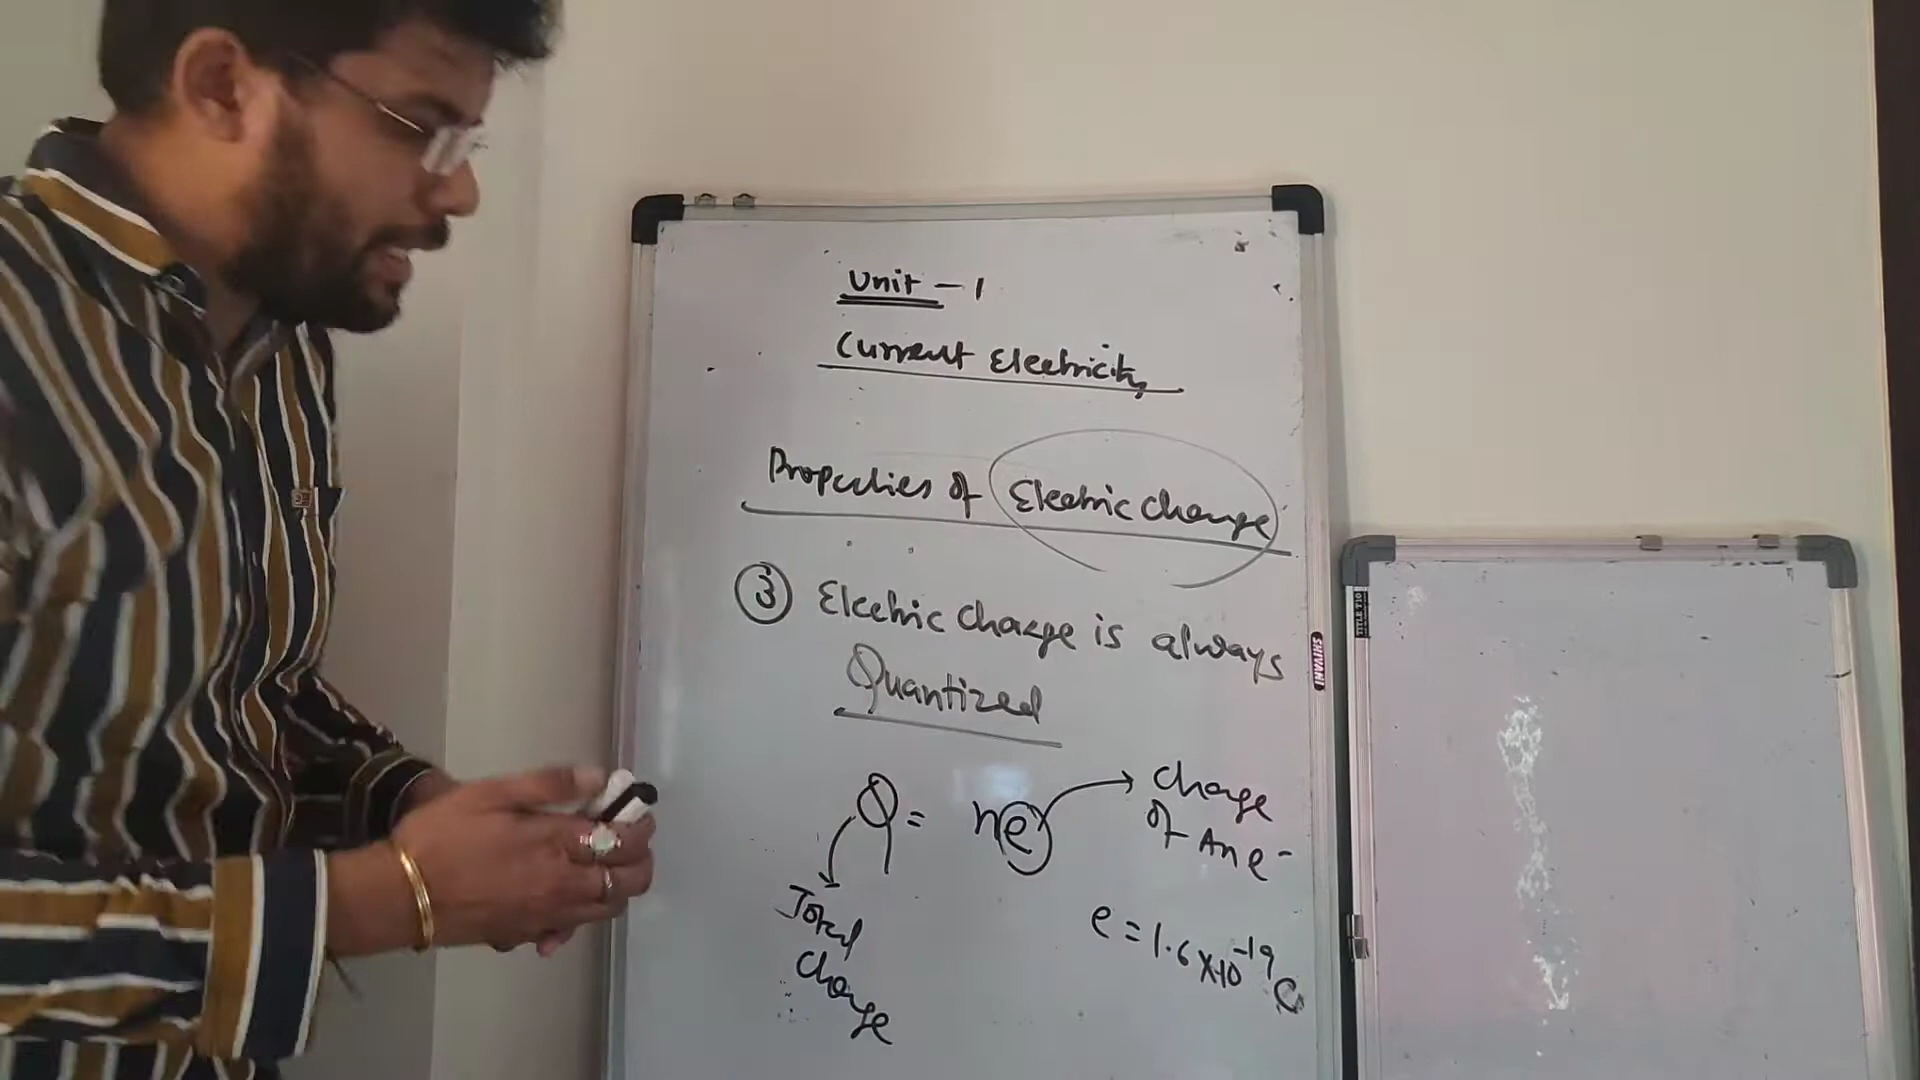 Unit - 1
Current Electricity
Properties of Electric Charge
③ Electric Charge is always
Quantized
Q = ne
Charge
of An e⁻
Total
Charge
e = 1.6 x 10⁻¹⁹ C
SHIVANI